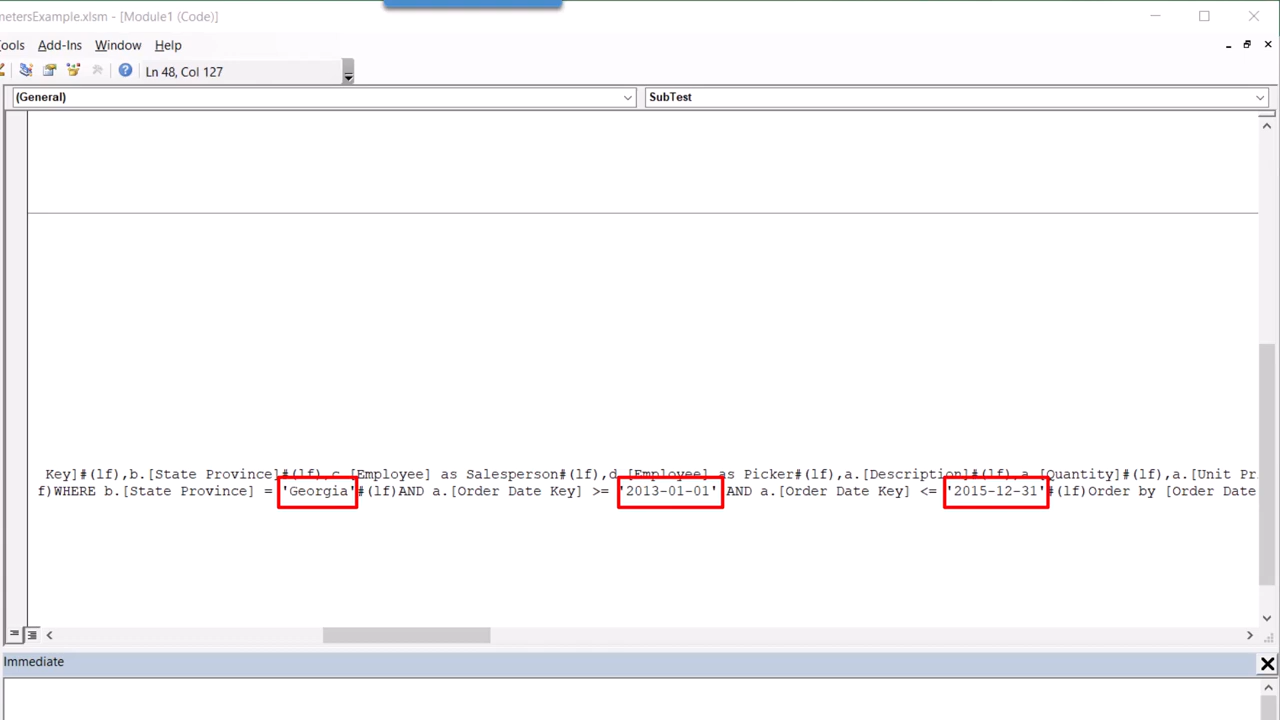 metersExample.xlsm - [Module1 (Code)]
ools Add-Ins Window Help
Ln 48, Col 127
(General) SubTest
Key]#(lf),b.[State Province]#(lf),c.[Employee] as Salesperson#(lf),d.[Employee] as Picker#(lf),a.[Description]#(lf),a.[Quantity]#(lf),a.[Unit Pri
f)WHERE b.[State Province] = 'Georgia'#(lf)AND a.[Order Date Key] >= '2013-01-01' AND a.[Order Date Key] <= '2015-12-31'#(lf)Order by [Order Date
Immediate